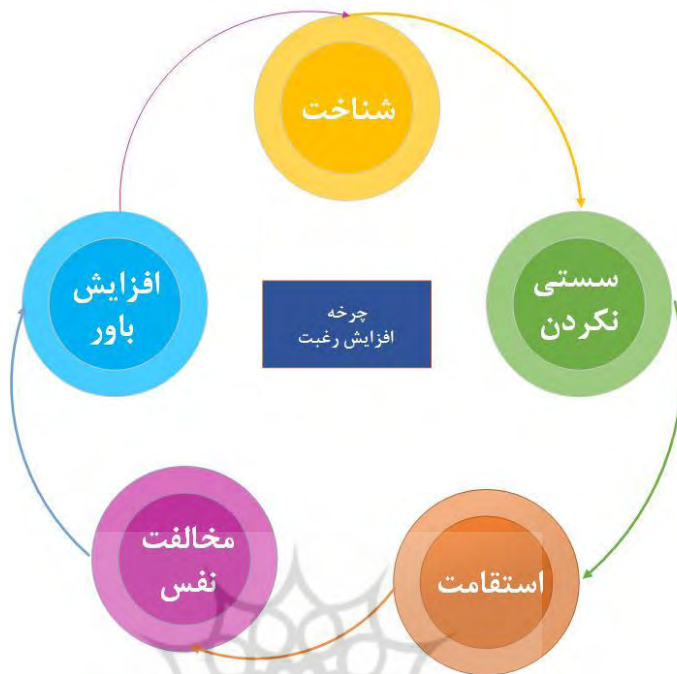 شناخت
سستی
نکردن
استقامت
مخالفت
نفس
افزایش
باور
چرخه
افزایش رغبت